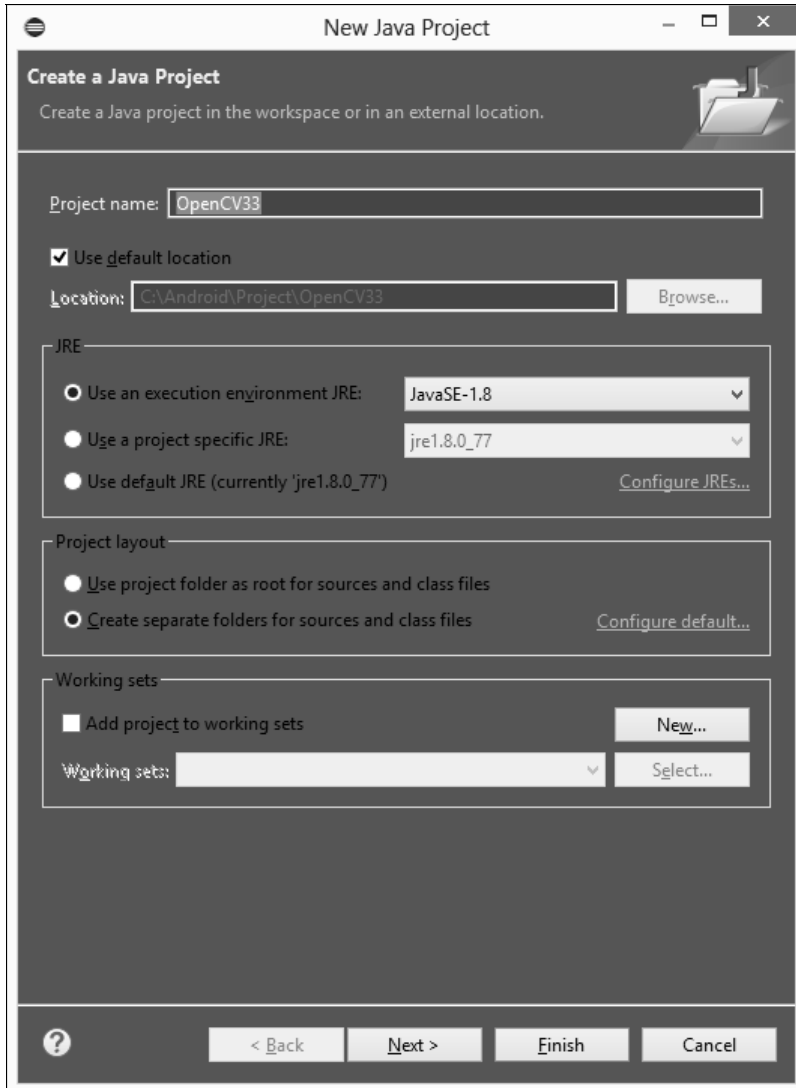 New Java Project
Create a Java Project
Create a Java project in the workspace or in an external location.
Project name: OpenCV33
Use default location
Location: C:\Android\Project\OpenCV33 Browse...
JRE
Use an execution environment JRE: JavaSE-1.8
Use a project specific JRE: jre1.8.0_77
Use default JRE (currently 'jre1.8.0_77') Configure JREs...
Project layout
Use project folder as root for sources and class files
Create separate folders for sources and class files Configure default...
Working sets
Add project to working sets New...
Working sets: Select...
? < Back Next > Finish Cancel